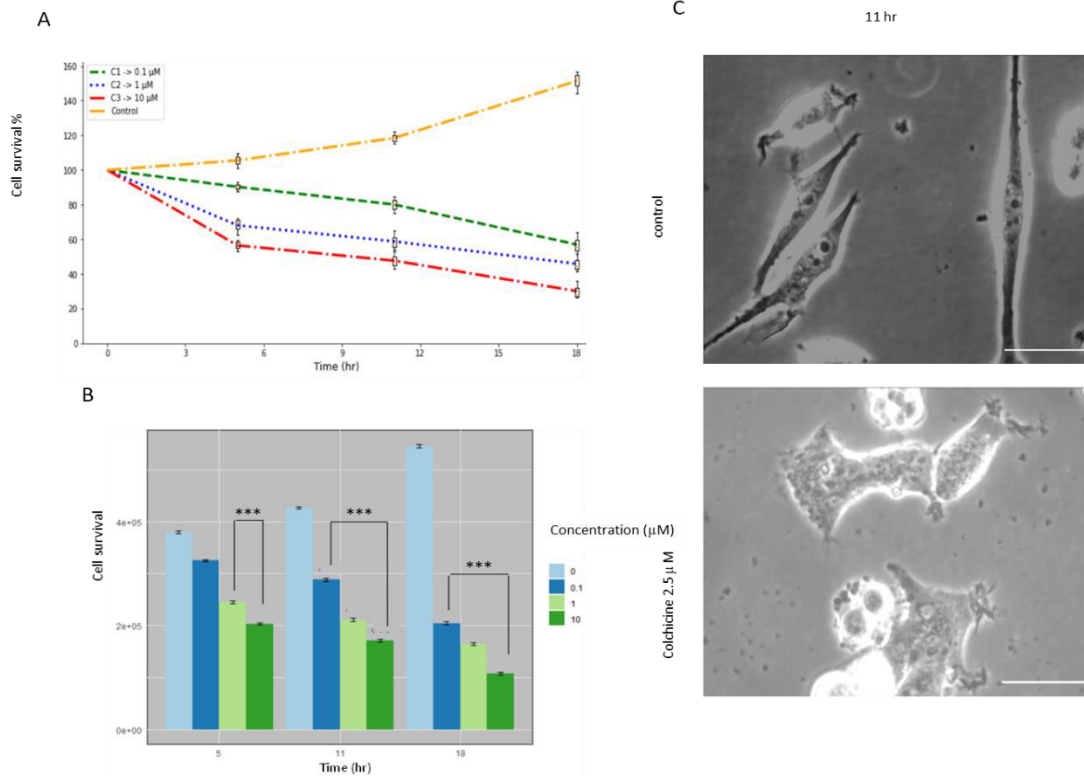 A
160
140
120
100
80
60
40
20
0
Cell survival %
C1 -> 0.1 μM
C2 -> 1 μM
C3 -> 10 μM
Control
0 3 6 9 12 15 18
Time (hr)
B
4e+05
2e+05
0e+00
Cell survival
***
***
***
5 11 18
Time (hr)
Concentration (μM)
0
0.1
1
10
C
11 hr
control
Colchicine 2.5 μ M